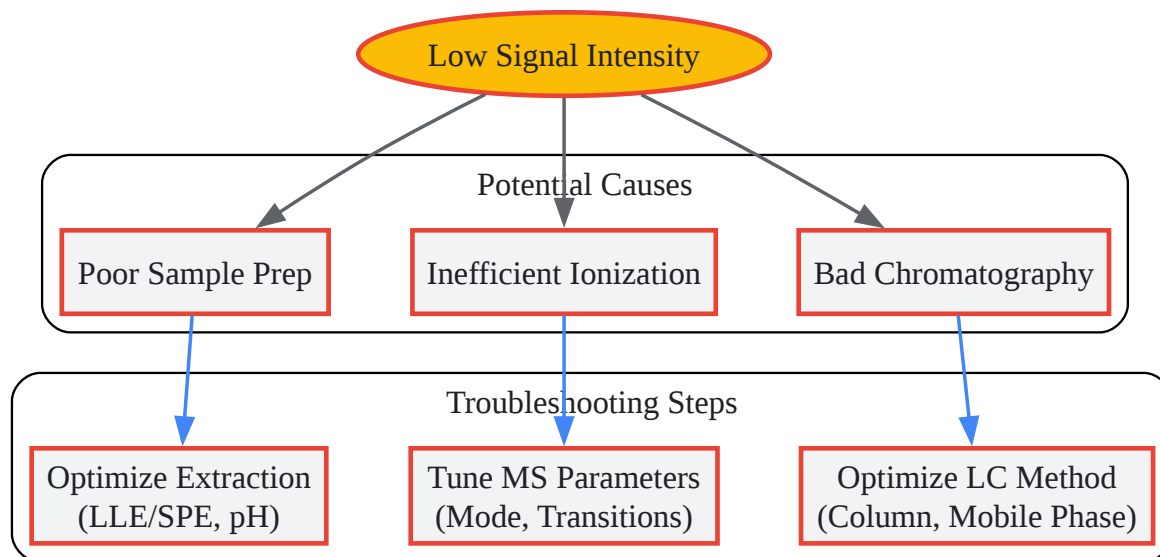 Low Signal Intensity
Potential Causes
Poor Sample Prep
Inefficient Ionization
Bad Chromatography
Troubleshooting Steps
Optimize Extraction
(LLE/SPE, pH)
Tune MS Parameters
(Mode, Transitions)
Optimize LC Method
(Column, Mobile Phase)